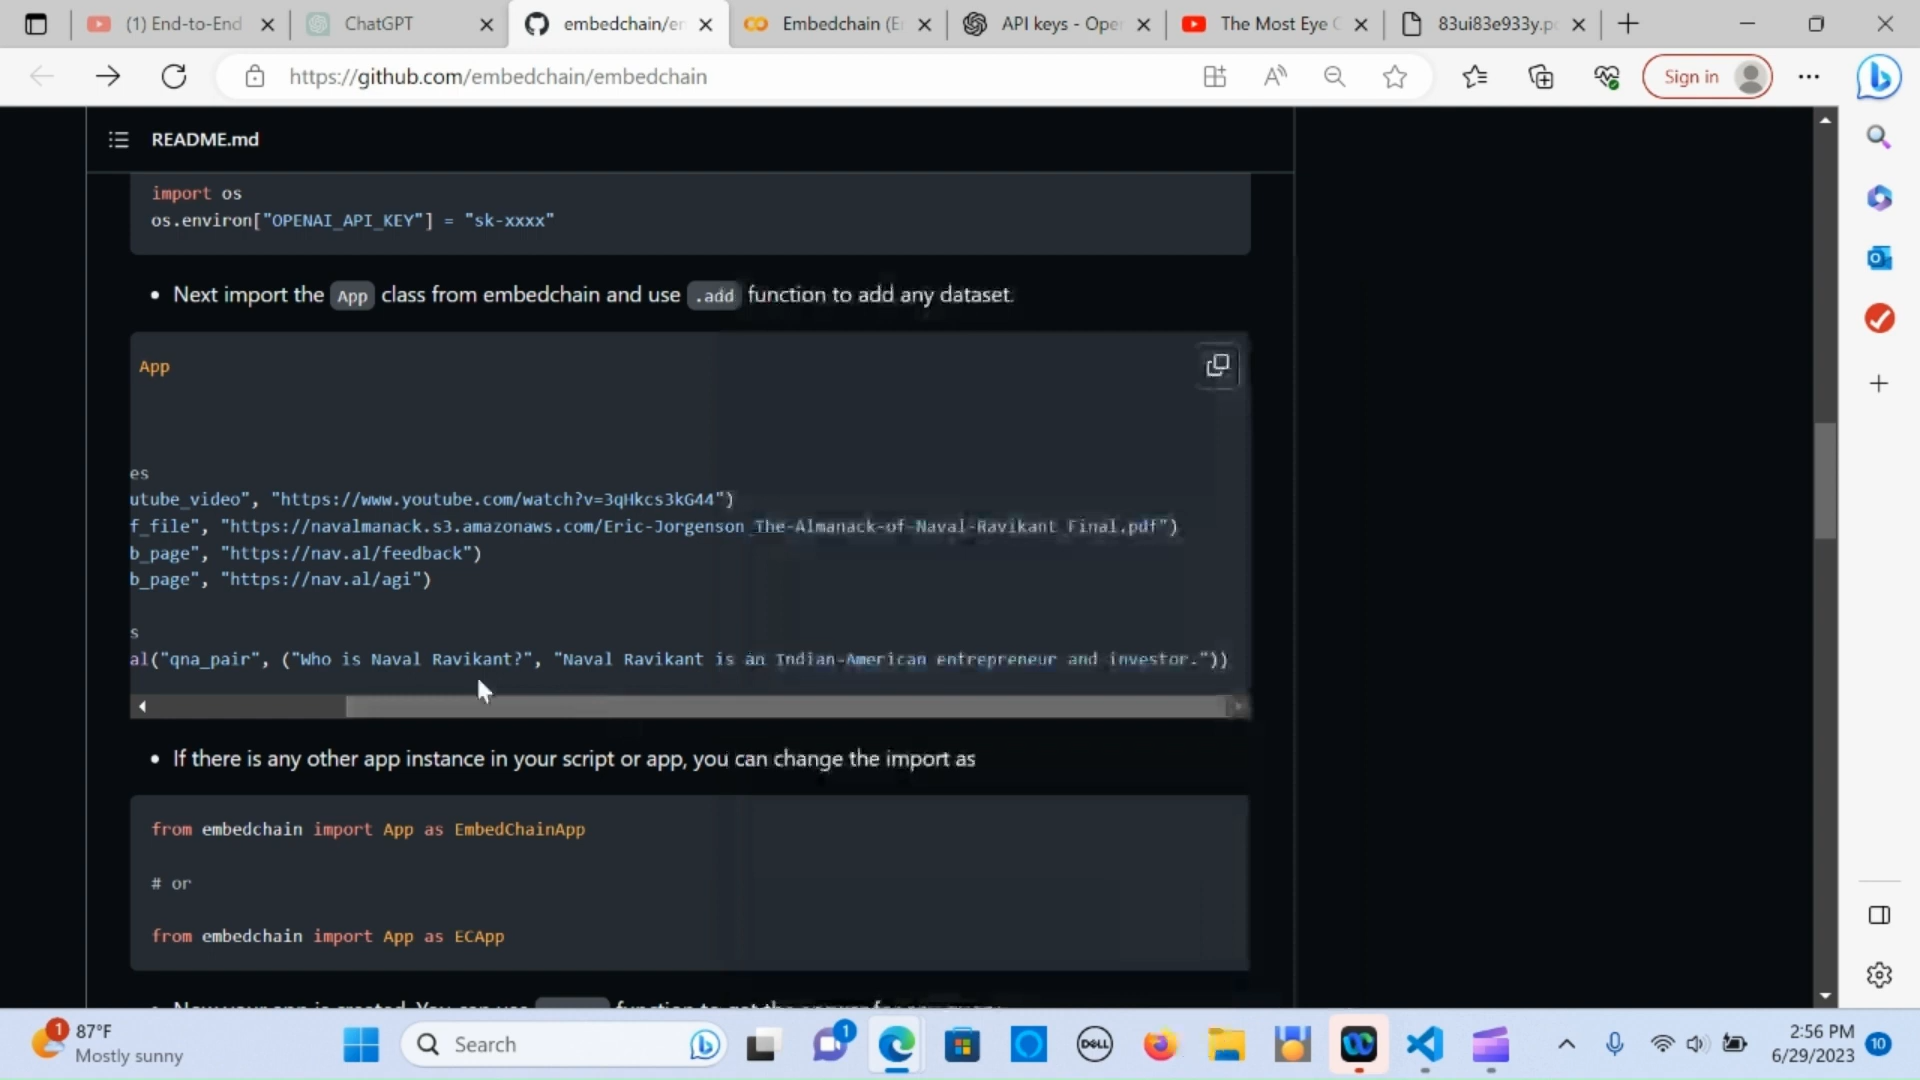 (1) End-to-End
ChatGPT
embedchain/e
Embedchain (E
API keys - Ope
The Most Eye C
83ui83e933y.p
https://github.com/embedchain/embedchain
Sign in
README.md
import os
os.environ["OPENAI_API_KEY"] = "sk-xxxx"
Next import the App class from embedchain and use .add function to add any dataset.
App
es
utube_video", "https://www.youtube.com/watch?v=3qHkcs3kG44")
f_file", "https://navalmanack.s3.amazonaws.com/Eric-Jorgenson_The-Almanack-of-Naval-Ravikant_Final.pdf")
b_page", "https://nav.al/feedback")
b_page", "https://nav.al/agi")
s
al("qna_pair", ("Who is Naval Ravikant?", "Naval Ravikant is an Indian-American entrepreneur and investor."))
If there is any other app instance in your script or app, you can change the import as
from embedchain import App as EmbedChainApp
# or
from embedchain import App as ECApp
1
87°F
Mostly sunny
Search
1
DELL
2:56 PM
6/29/2023
10